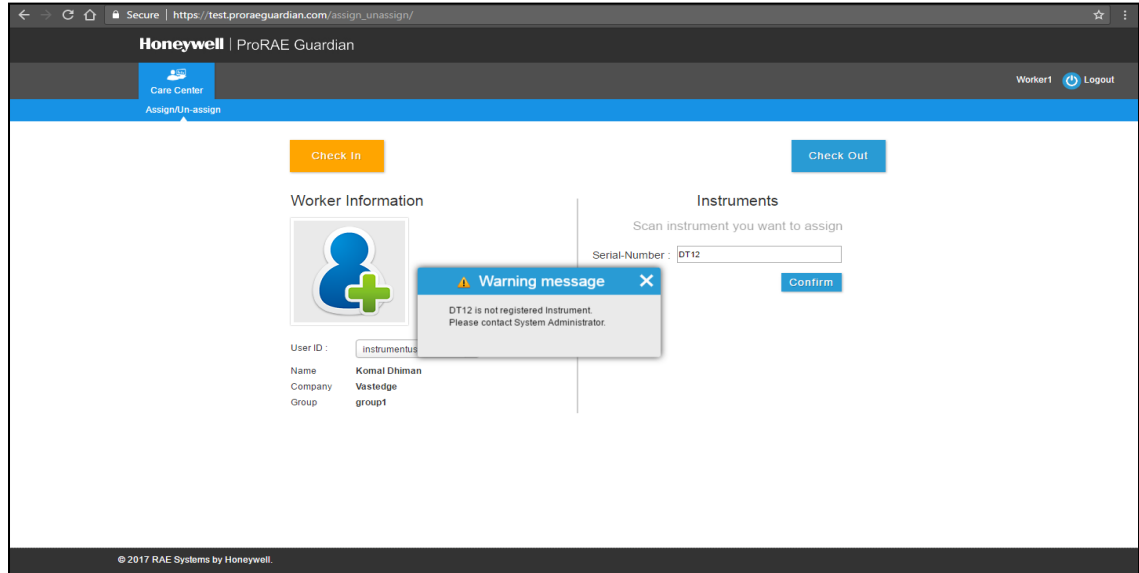 Secure | https://test.proraeguardian.com/assign_unassign/
Honeywell | ProRAE Guardian
Care Center
Worker1 Logout
Assign/Un-assign
Check In
Check Out
Worker Information
Instruments
Scan instrument you want to assign
Serial-Number : DT12
Confirm
Warning message
DT12 is not registered Instrument.
Please contact System Administrator.
User ID : instrumentus
Name Komal Dhiman
Company Vastedge
Group group1
© 2017 RAE Systems by Honeywell.